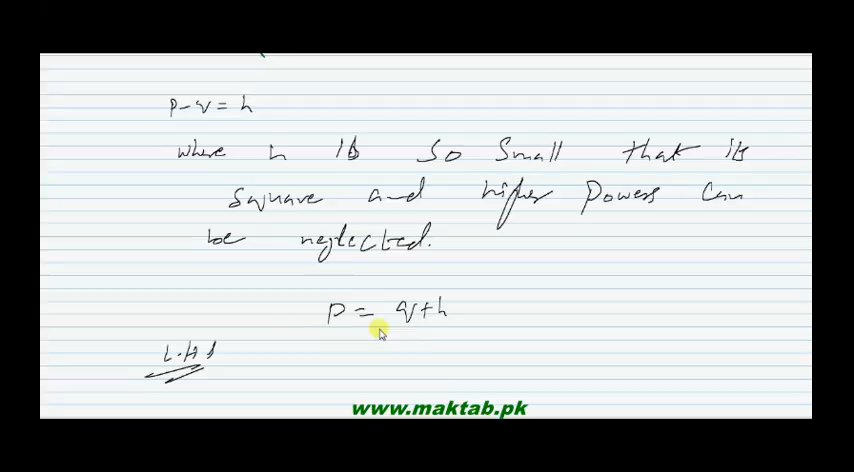 p-q = h
where h is so small that its
square and higher powers can
be neglected.
p = q+h
L.H.S
www.maktab.pk